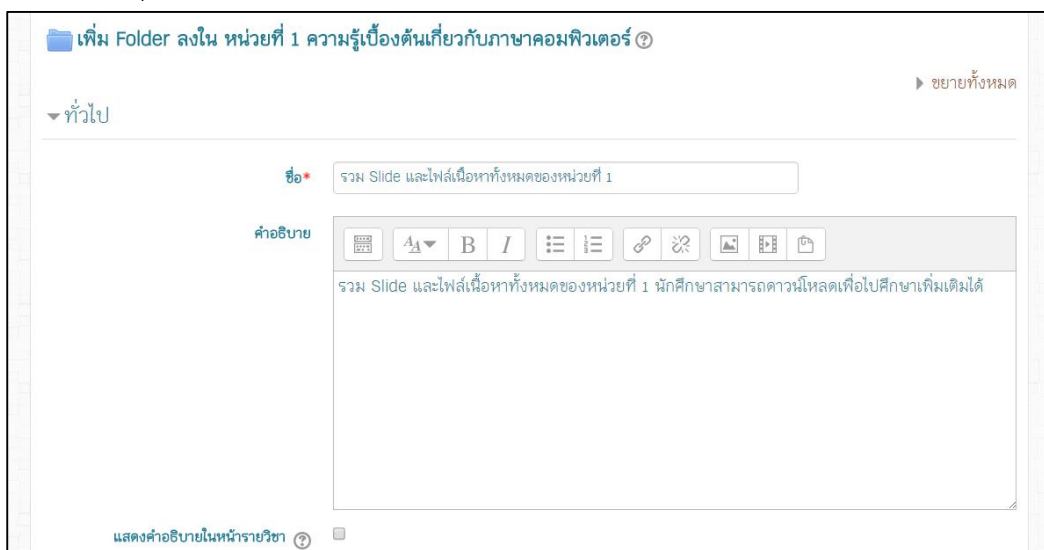 เพิ่ม Folder ลงใน หน่วยที่ 1 ความรู้เบื้องต้นเกี่ยวกับภาษาคอมพิวเตอร์
ขยายทั้งหมด
ทั่วไป
ชื่อ* รวม Slide และไฟล์เนื้อหาทั้งหมดของหน่วยที่ 1
คำอธิบาย
B I
รวม Slide และไฟล์เนื้อหาทั้งหมดของหน่วยที่ 1 นักศึกษาสามารถดาวน์โหลดเพื่อไปศึกษาเพิ่มเติมได้
แสดงคำอธิบายในหน้ารายวิชา